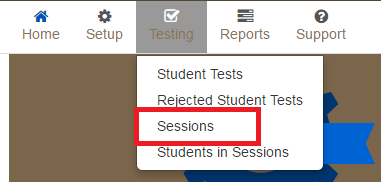 Home Setup Testing Reports Support
Student Tests
Rejected Student Tests
Sessions
Students in Sessions